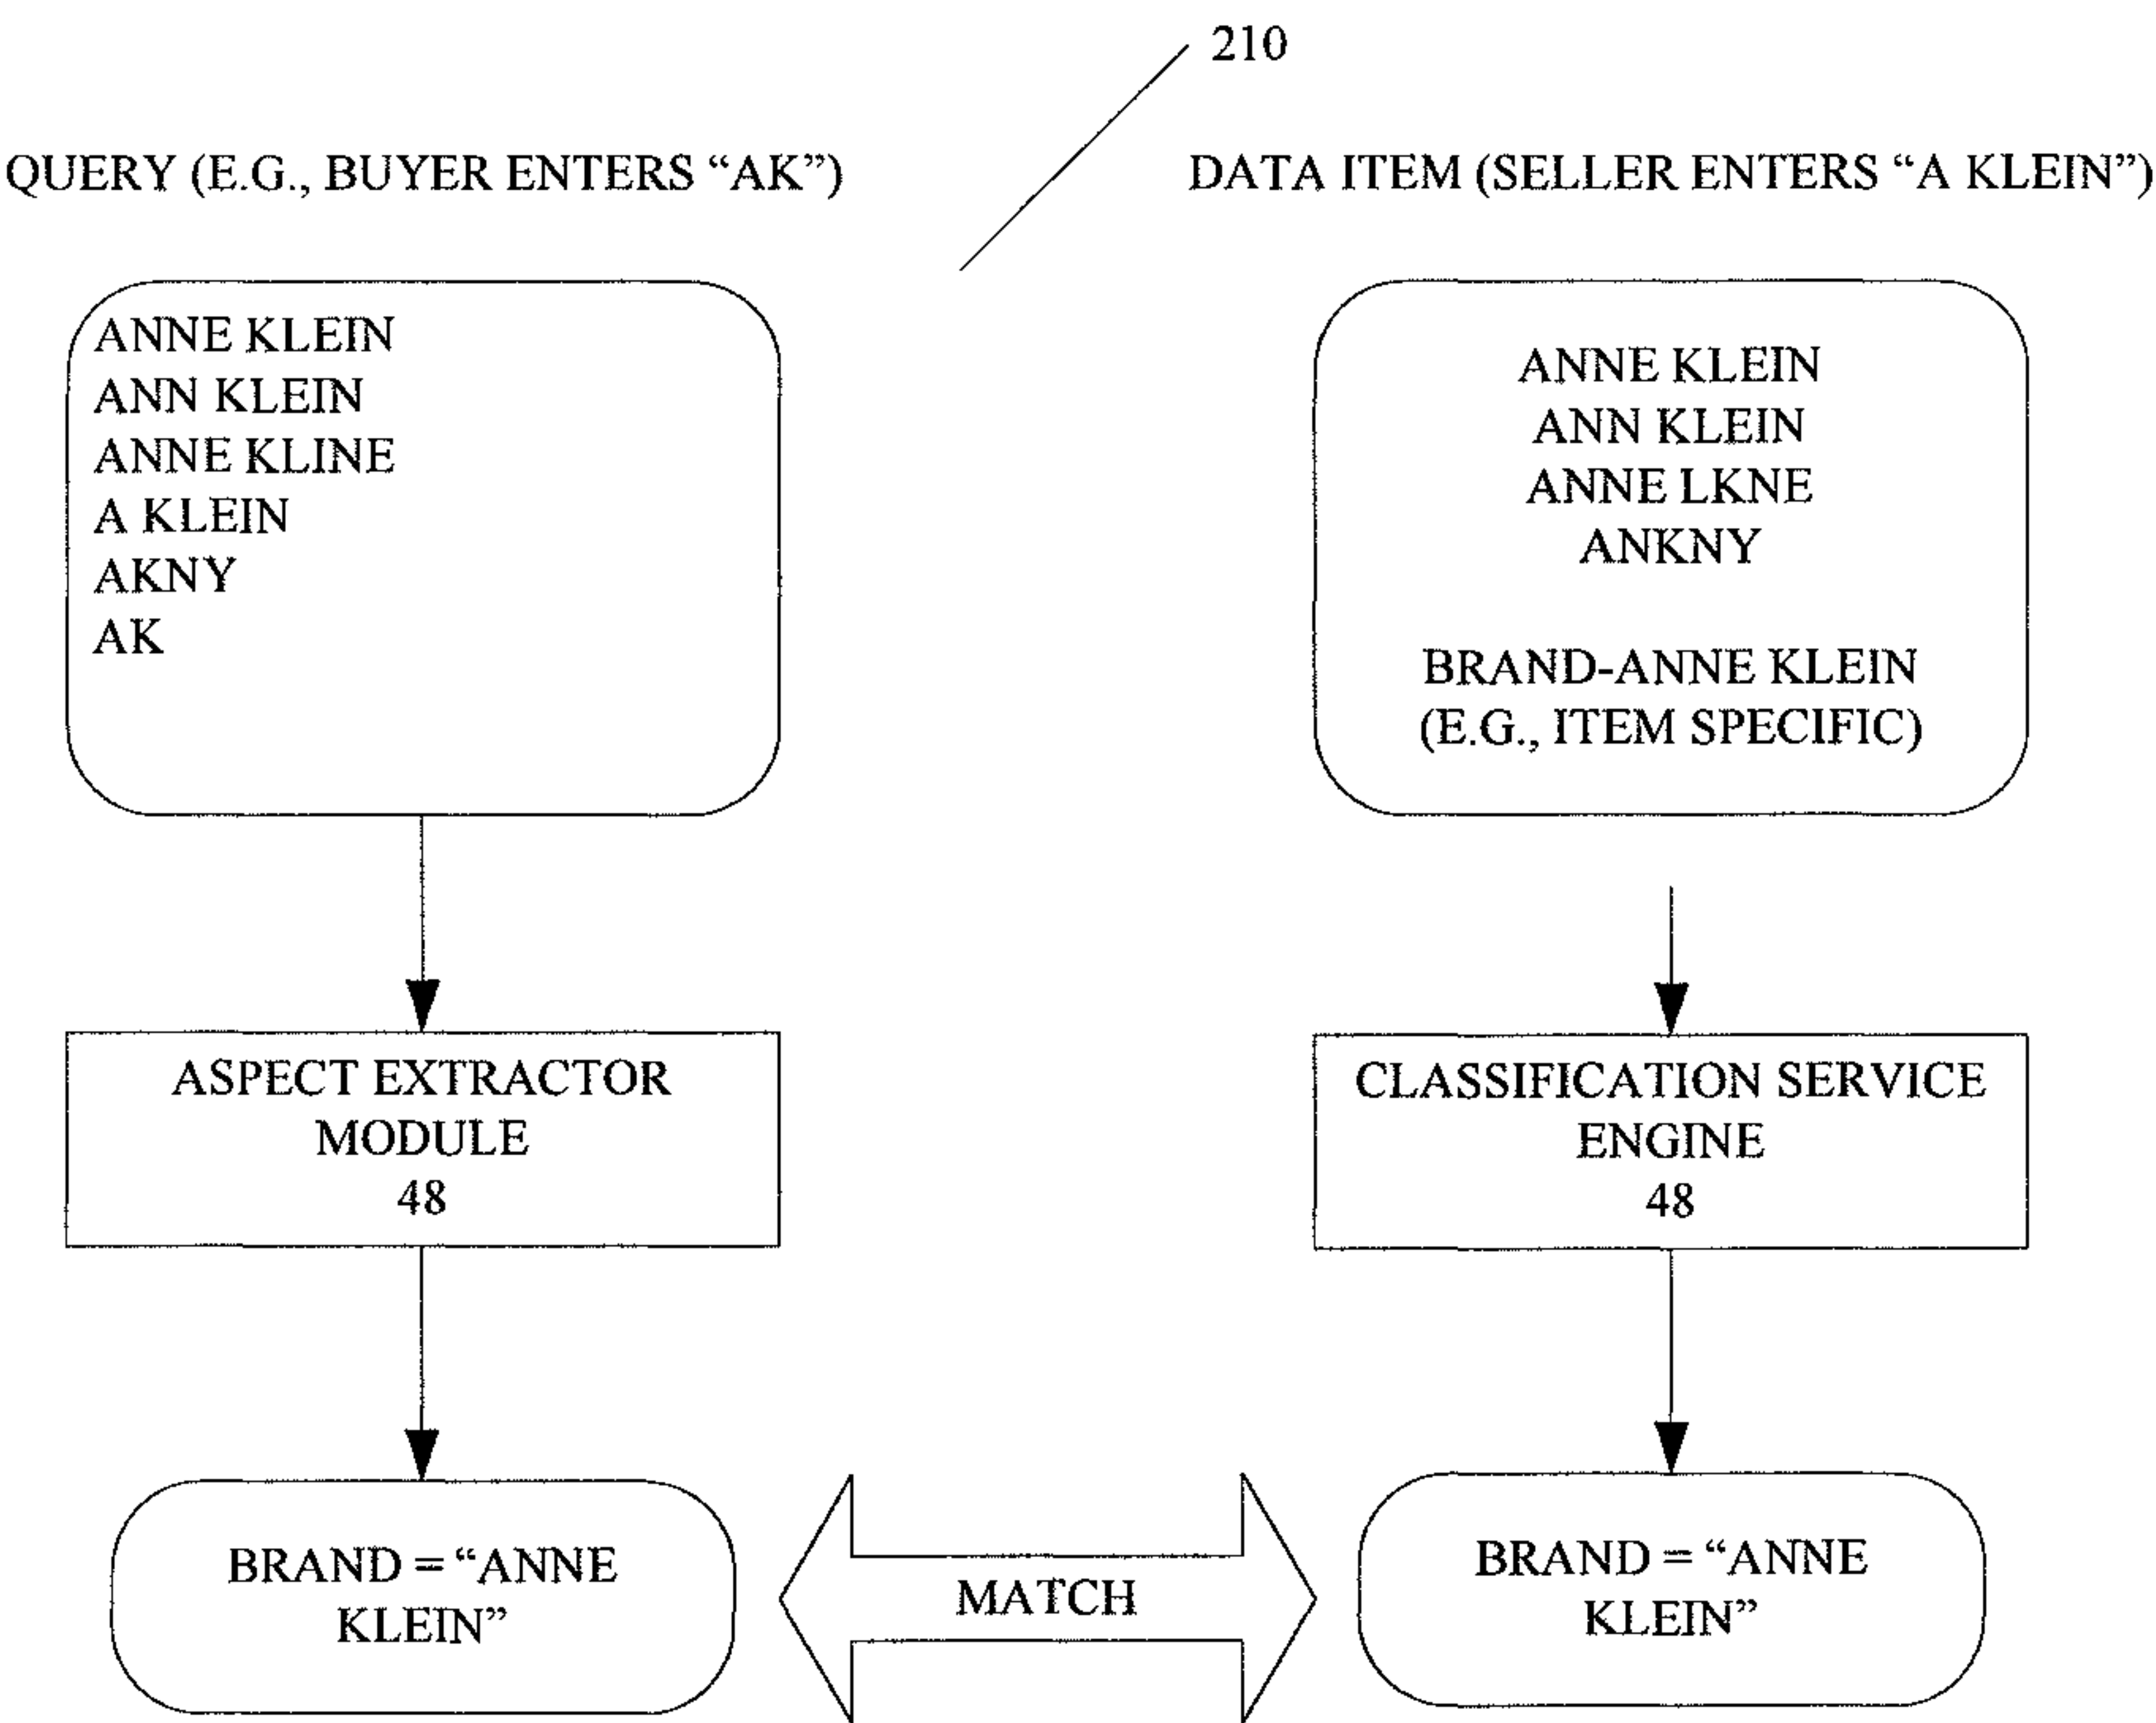 210
QUERY (E.G., BUYER ENTERS “AK”)
DATA ITEM (SELLER ENTERS “A KLEIN”)
ANNE KLEIN
ANN KLEIN
ANNE KLINE
A KLEIN
AKNY
AK
ANNE KLEIN
ANN KLEIN
ANNE LKNE
ANKNY
BRAND-ANNE KLEIN
(E.G., ITEM SPECIFIC)
ASPECT EXTRACTOR
MODULE
48
CLASSIFICATION SERVICE
ENGINE
48
BRAND = “ANNE
KLEIN”
MATCH
BRAND = “ANNE
KLEIN”